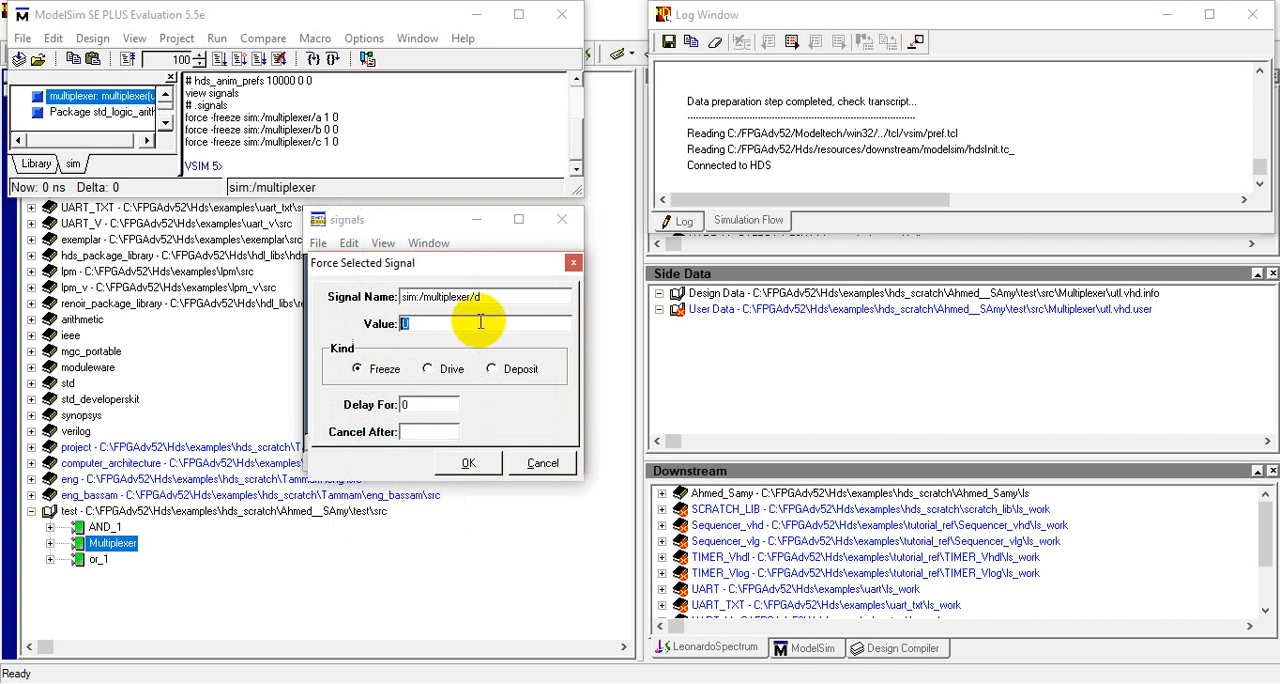 ModelSim SE PLUS Evaluation 5.5e
File Edit Design View Project Run Compare Macro Options Window Help
100
multiplexer: multiplexer(u
Package std_logic_arith
Library sim
# hds_anim_prefs 10000 0 0
view signals
# .signals
force -freeze sim:/multiplexer/a 1 0
force -freeze sim:/multiplexer/b 0 0
force -freeze sim:/multiplexer/c 1 0
VSIM 5>
Now: 0 ns Delta: 0 sim:/multiplexer
UART_TXT - C:\FPGAdv52\Hds\examples\uart_txt\src
UART_V - C:\FPGAdv52\Hds\examples\uart_v\src
exemplar - C:\FPGAdv52\Hds\examples\exemplar\src
hds_package_library - C:\FPGAdv52\Hds\hdl_libs\
lpm - C:\FPGAdv52\Hds\examples\lpm\src
lpm_v - C:\FPGAdv52\Hds\examples\lpm_v\src
renoir_package_library - C:\FPGAdv52\Hds\hdl_libs\
arithmetic
ieee
mgc_portable
moduleware
std
std_developerskit
synopsys
verilog
project - C:\FPGAdv52\Hds\examples\hds_scratch\T
computer_architecture - C:\FPGAdv52\Hds\examples
eng - C:\FPGAdv52\Hds\examples\hds_scratch\Tammam\eng\src
eng_bassam - C:\FPGAdv52\Hds\examples\hds_scratch\Tammam\eng_bassam\src
test - C:\FPGAdv52\Hds\examples\hds_scratch\Ahmed__SAmy\test\src
AND_1
Multiplexer
or_1
Ready
signals
File Edit View Window
Force Selected Signal
Signal Name: sim:/multiplexer/d
Value: U
Kind
Freeze Drive Deposit
Delay For: 0
Cancel After:
OK Cancel
Log Window
Data preparation step completed, check transcript...
Reading C:/FPGAdv52/Modeltech/win32/../tcl/vsim/pref.tcl
Reading C:/FPGAdv52/Hds/resources/downstream/modelsim/hdsInit.tc_
Connected to HDS
Log Simulation Flow
Side Data
Design Data - C:\FPGAdv52\Hds\examples\hds_scratch\Ahmed__SAmy\test\src\Multiplexer\utl.vhd.info
User Data - C:\FPGAdv52\Hds\examples\hds_scratch\Ahmed__SAmy\test\src\Multiplexer\utl.vhd.user
Downstream
Ahmed_Samy - C:\FPGAdv52\Hds\examples\hds_scratch\Ahmed_Samy\ls
SCRATCH_LIB - C:\FPGAdv52\Hds\examples\hds_scratch\scratch_lib\ls_work
Sequencer_vhd - C:\FPGAdv52\Hds\examples\tutorial_ref\Sequencer_vhd\ls_work
Sequencer_vlg - C:\FPGAdv52\Hds\examples\tutorial_ref\Sequencer_vlg\ls_work
TIMER_Vhdl - C:\FPGAdv52\Hds\examples\tutorial_ref\TIMER_Vhdl\ls_work
TIMER_Vlog - C:\FPGAdv52\Hds\examples\tutorial_ref\TIMER_Vlog\ls_work
UART - C:\FPGAdv52\Hds\examples\uart\ls_work
UART_TXT - C:\FPGAdv52\Hds\examples\uart_txt\ls_work
LeonardoSpectrum ModelSim Design Compiler